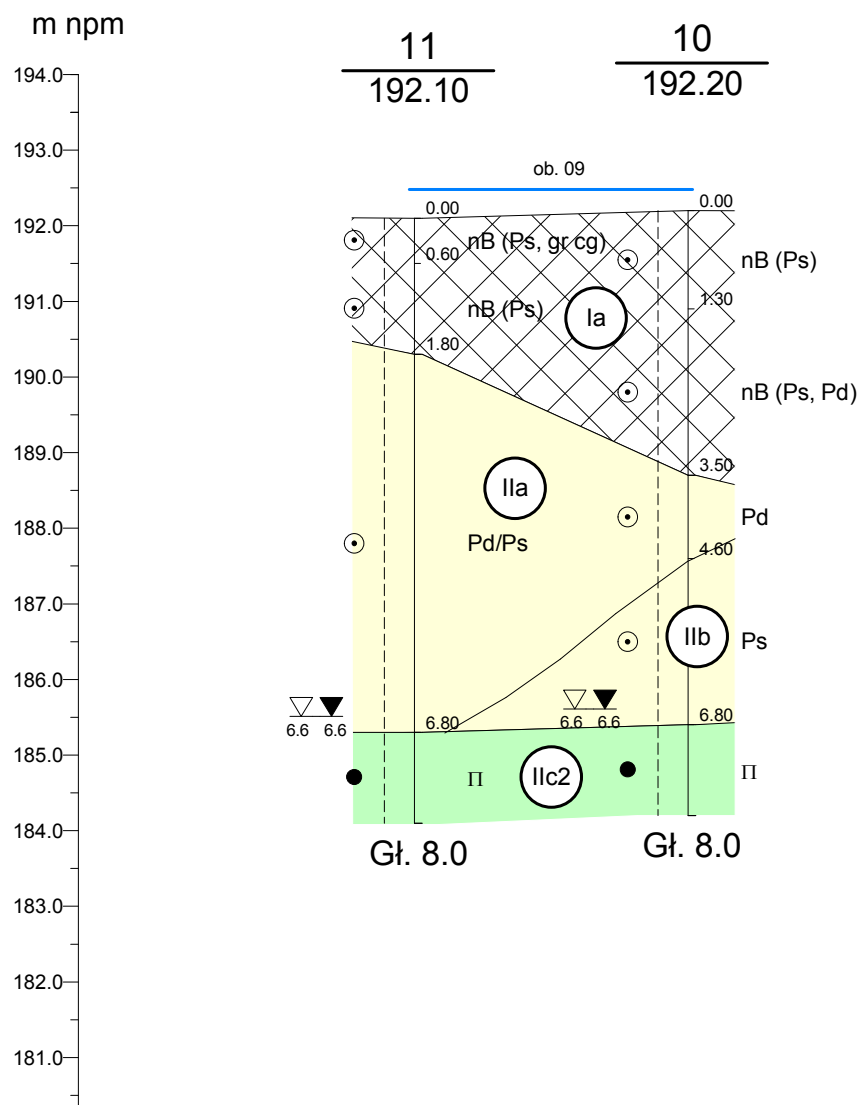 m npm
11
192.10
10
192.20
194.0
193.0
192.0
191.0
190.0
189.0
188.0
187.0
186.0
185.0
184.0
183.0
182.0
181.0
ob. 09
0.00
0.00
nB (Ps, gr cg)
0.60
nB (Ps)
nB (Ps)
1.30
Ia
1.80
nB (Ps, Pd)
3.50
IIa
Pd
Pd/Ps
4.60
IIb
Ps
6.6 6.6
6.80
6.6 6.6
6.80
Π
IIc2
Π
Gł. 8.0
Gł. 8.0